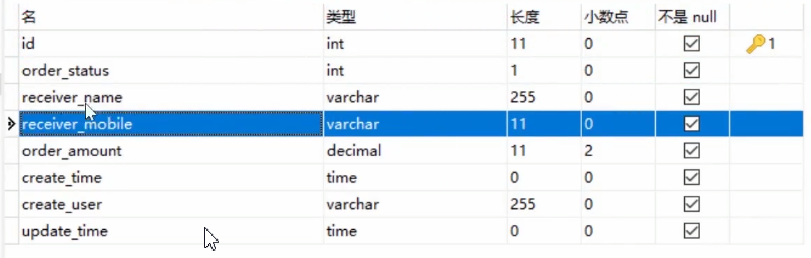 名 类型 长度 小数点 不是 null
id int 11 0 1
order_status int 1 0
receiver_name varchar 255 0
receiver_mobile varchar 11 0
order_amount decimal 11 2
create_time time 0 0
create_user varchar 255 0
update_time time 0 0